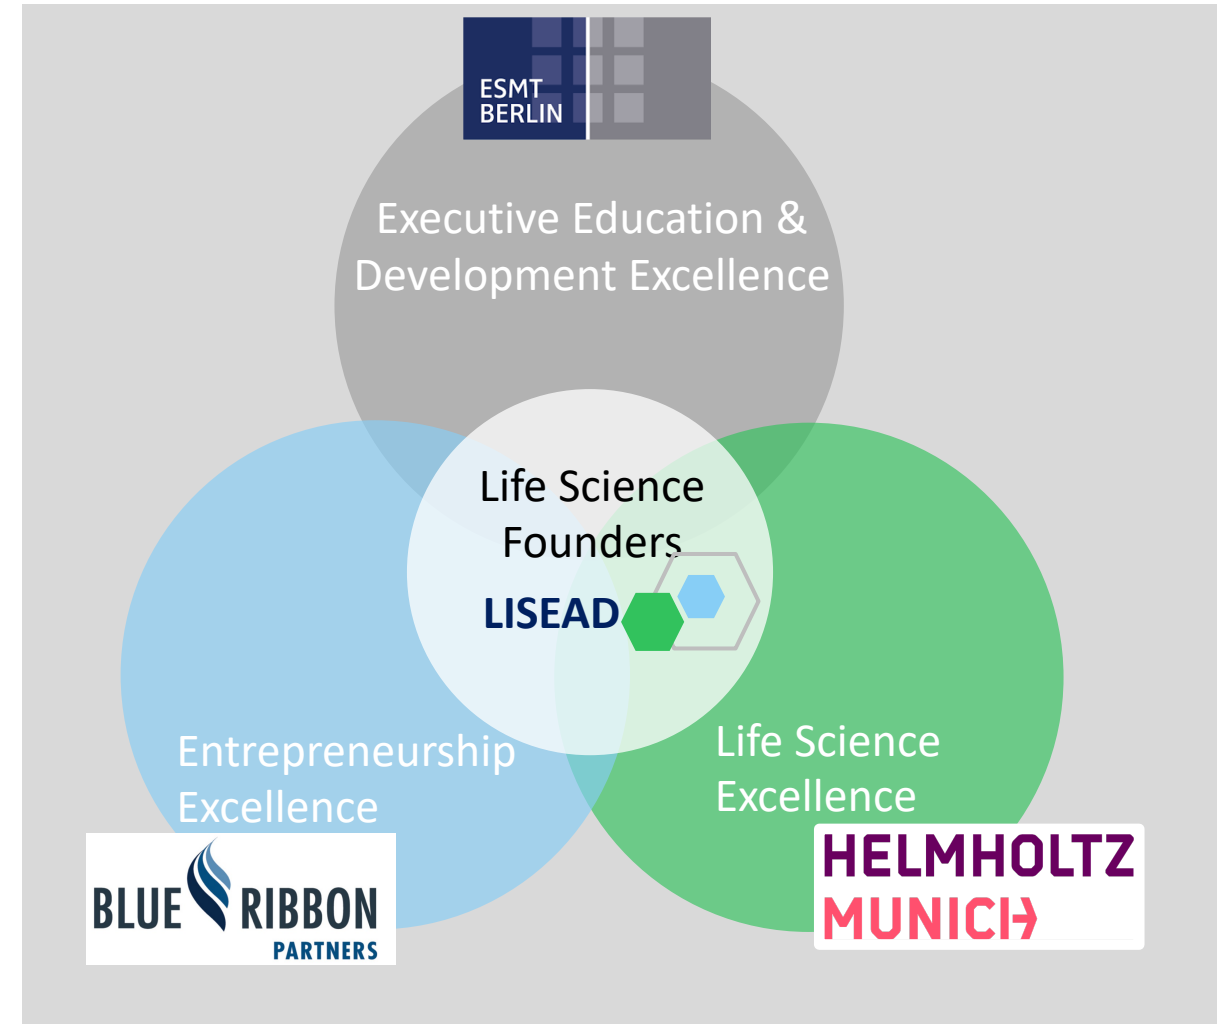 ESMT
BERLIN
Executive Education &
Development Excellence
Life Science
Founders
LISEAD
Entrepreneurship
Excellence
Life Science
Excellence
BLUE RIBBON
PARTNERS
HELMHOLTZ
MUNICH